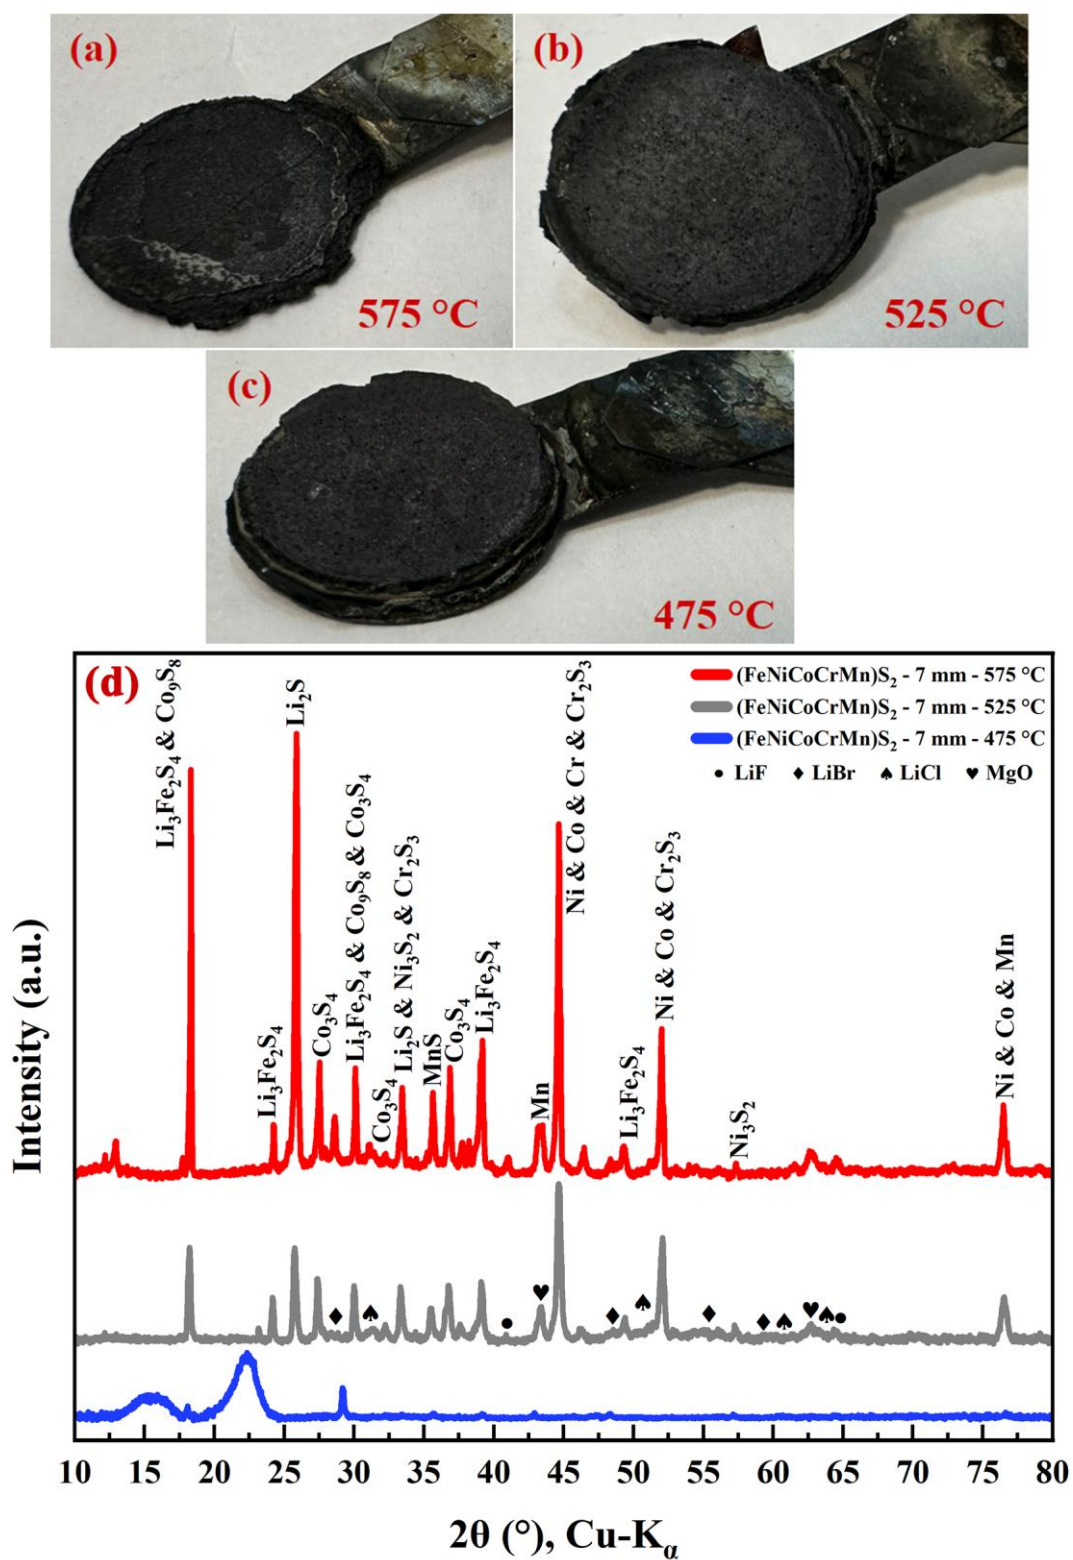 (a)
575 °C
(b)
525 °C
(c)
475 °C
(d)
(FeNiCoCrMn)S₂ - 7 mm - 575 °C
(FeNiCoCrMn)S₂ - 7 mm - 525 °C
(FeNiCoCrMn)S₂ - 7 mm - 475 °C
● LiF ♦ LiBr ♠ LiCl ♥ MgO
Li₃Fe₂S₄ & Co₉S₈
Li₃Fe₂S₄
Li₂S
Co₃S₄
Li₃Fe₂S₄ & Co₉S₈ & Co₃S₄
Co₃S₄
Li₂S & Ni₃S₂ & Cr₂S₃
MnS
Co₃S₄
Li₃Fe₂S₄
Mn
Ni & Co & Cr & Cr₂S₃
Li₃Fe₂S₄
Ni & Co & Cr₂S₃
Ni₃S₂
Ni & Co & Mn
Intensity (a.u.)
10 15 20 25 30 35 40 45 50 55 60 65 70 75 80
2θ (°), Cu-Kα